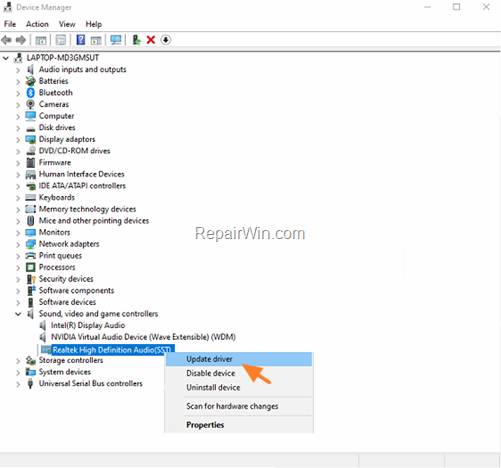 Device Manager
File Action View Help
LAPTOP-MD3GMSUT
Audio inputs and outputs
Batteries
Bluetooth
Cameras
Computer
Disk drives
Display adaptors
DVD/CD-ROM drives
Firmware
Human Interface Devices
IDE ATA/ATAPI controllers
Keyboards
Memory technology devices
Mice and other pointing devices
Monitors
RepairWin.com
Network adapters
Print queues
Processors
Security devices
Software components
Software devices
Sound, video and game controllers
Intel(R) Display Audio
NVIDIA Virtual Audio Device (Wave Extensible) (WDM)
Realtek High Definition Audio(SST)
Update driver
Storage controllers
Disable device
System devices
Universal Serial Bus controllers
Uninstall device
Scan for hardware changes
Properties